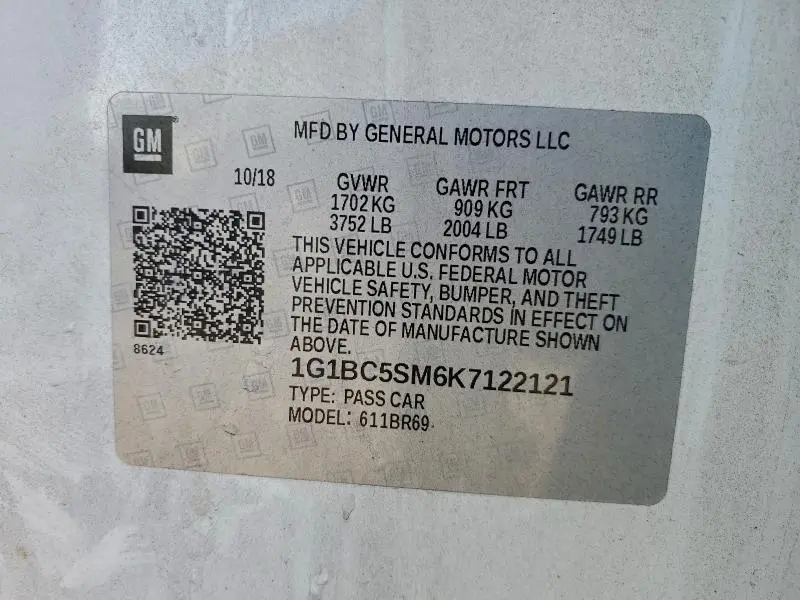 GM
MFD BY GENERAL MOTORS LLC
10/18
GVWR
1702 KG
3752 LB
GAWR FRT
909 KG
2004 LB
GAWR RR
793 KG
1749 LB
THIS VEHICLE CONFORMS TO ALL
APPLICABLE U.S. FEDERAL MOTOR
VEHICLE SAFETY, BUMPER, AND THEFT
PREVENTION STANDARDS IN EFFECT ON
THE DATE OF MANUFACTURE SHOWN
ABOVE.
8624
1G1BC5SM6K7122121
TYPE: PASS CAR
MODEL: 611BR69